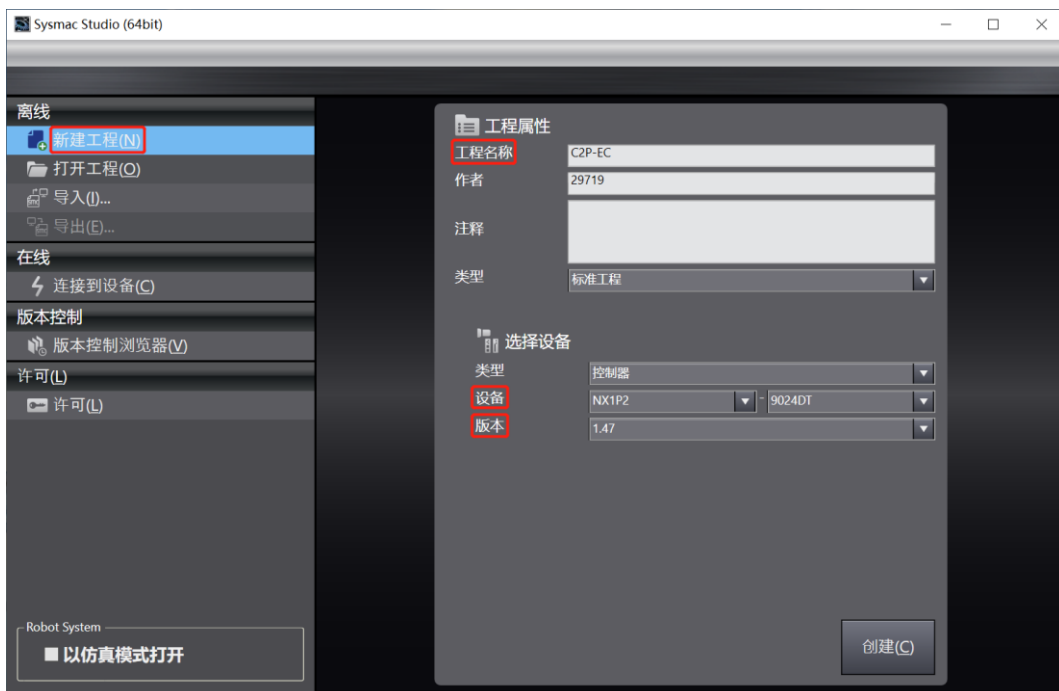 Sysmac Studio (64bit)
离线
新建工程(N)
打开工程(O)
导入(I)...
导出(E)...
在线
连接到设备(C)
版本控制
版本控制浏览器(V)
许可(L)
许可(L)
Robot System
以仿真模式打开
工程属性
工程名称 C2P-EC
作者 29719
注释
类型 标准工程
选择设备
类型 控制器
设备 NX1P2 - 9024DT
版本 1.47
创建(C)